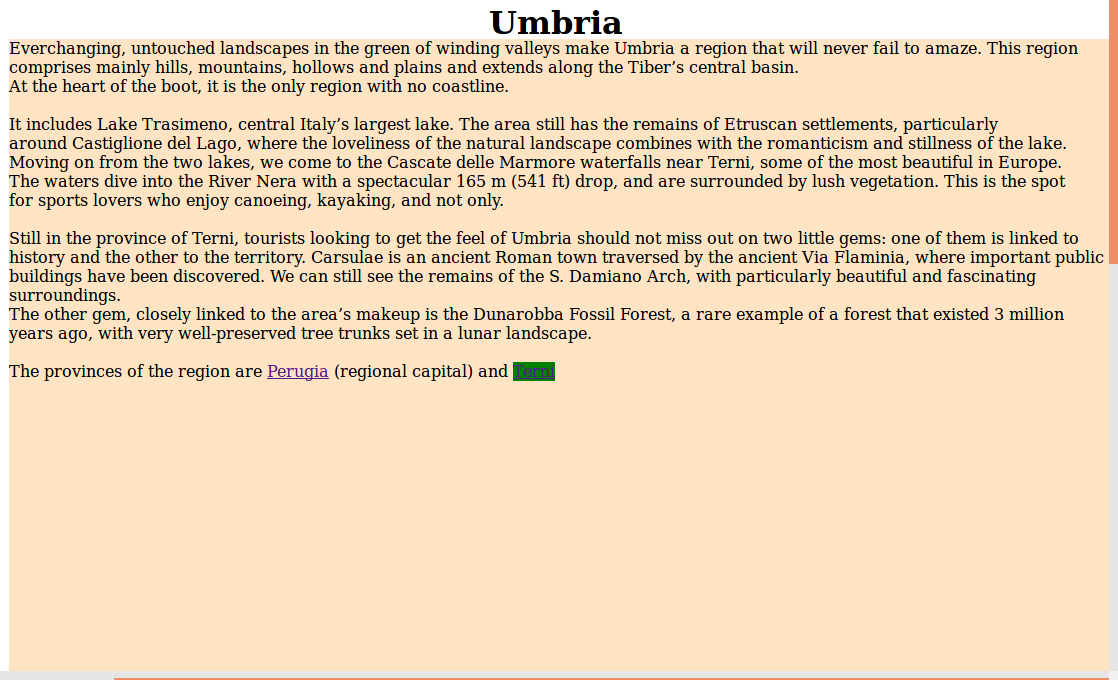 Umbria
Everchanging, untouched landscapes in the green of winding valleys make Umbria a region that will never fail to amaze. This region
comprises mainly hills, mountains, hollows and plains and extends along the Tiber’s central basin.
At the heart of the boot, it is the only region with no coastline.
It includes Lake Trasimeno, central Italy’s largest lake. The area still has the remains of Etruscan settlements, particularly
around Castiglione del Lago, where the loveliness of the natural landscape combines with the romanticism and stillness of the lake.
Moving on from the two lakes, we come to the Cascate delle Marmore waterfalls near Terni, some of the most beautiful in Europe.
The waters dive into the River Nera with a spectacular 165 m (541 ft) drop, and are surrounded by lush vegetation. This is the spot
for sports lovers who enjoy canoeing, kayaking, and not only.
Still in the province of Terni, tourists looking to get the feel of Umbria should not miss out on two little gems: one of them is linked to
history and the other to the territory. Carsulae is an ancient Roman town traversed by the ancient Via Flaminia, where important public
buildings have been discovered. We can still see the remains of the S. Damiano Arch, with particularly beautiful and fascinating
surroundings.
The other gem, closely linked to the area’s makeup is the Dunarobba Fossil Forest, a rare example of a forest that existed 3 million
years ago, with very well-preserved tree trunks set in a lunar landscape.
The provinces of the region are Perugia (regional capital) and Terni